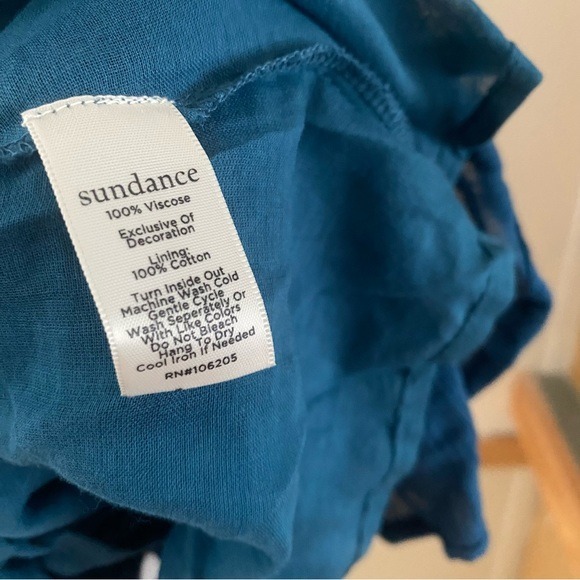 sundance
100% Viscose
Exclusive Of
Decoration
Lining:
100% Cotton
Turn Inside Out
Machine Wash Cold
Gentle Cycle
Wash Seperately Or
With Like Colors
Do Not Bleach
Hang To Dry
Cool Iron If Needed
RN#106205